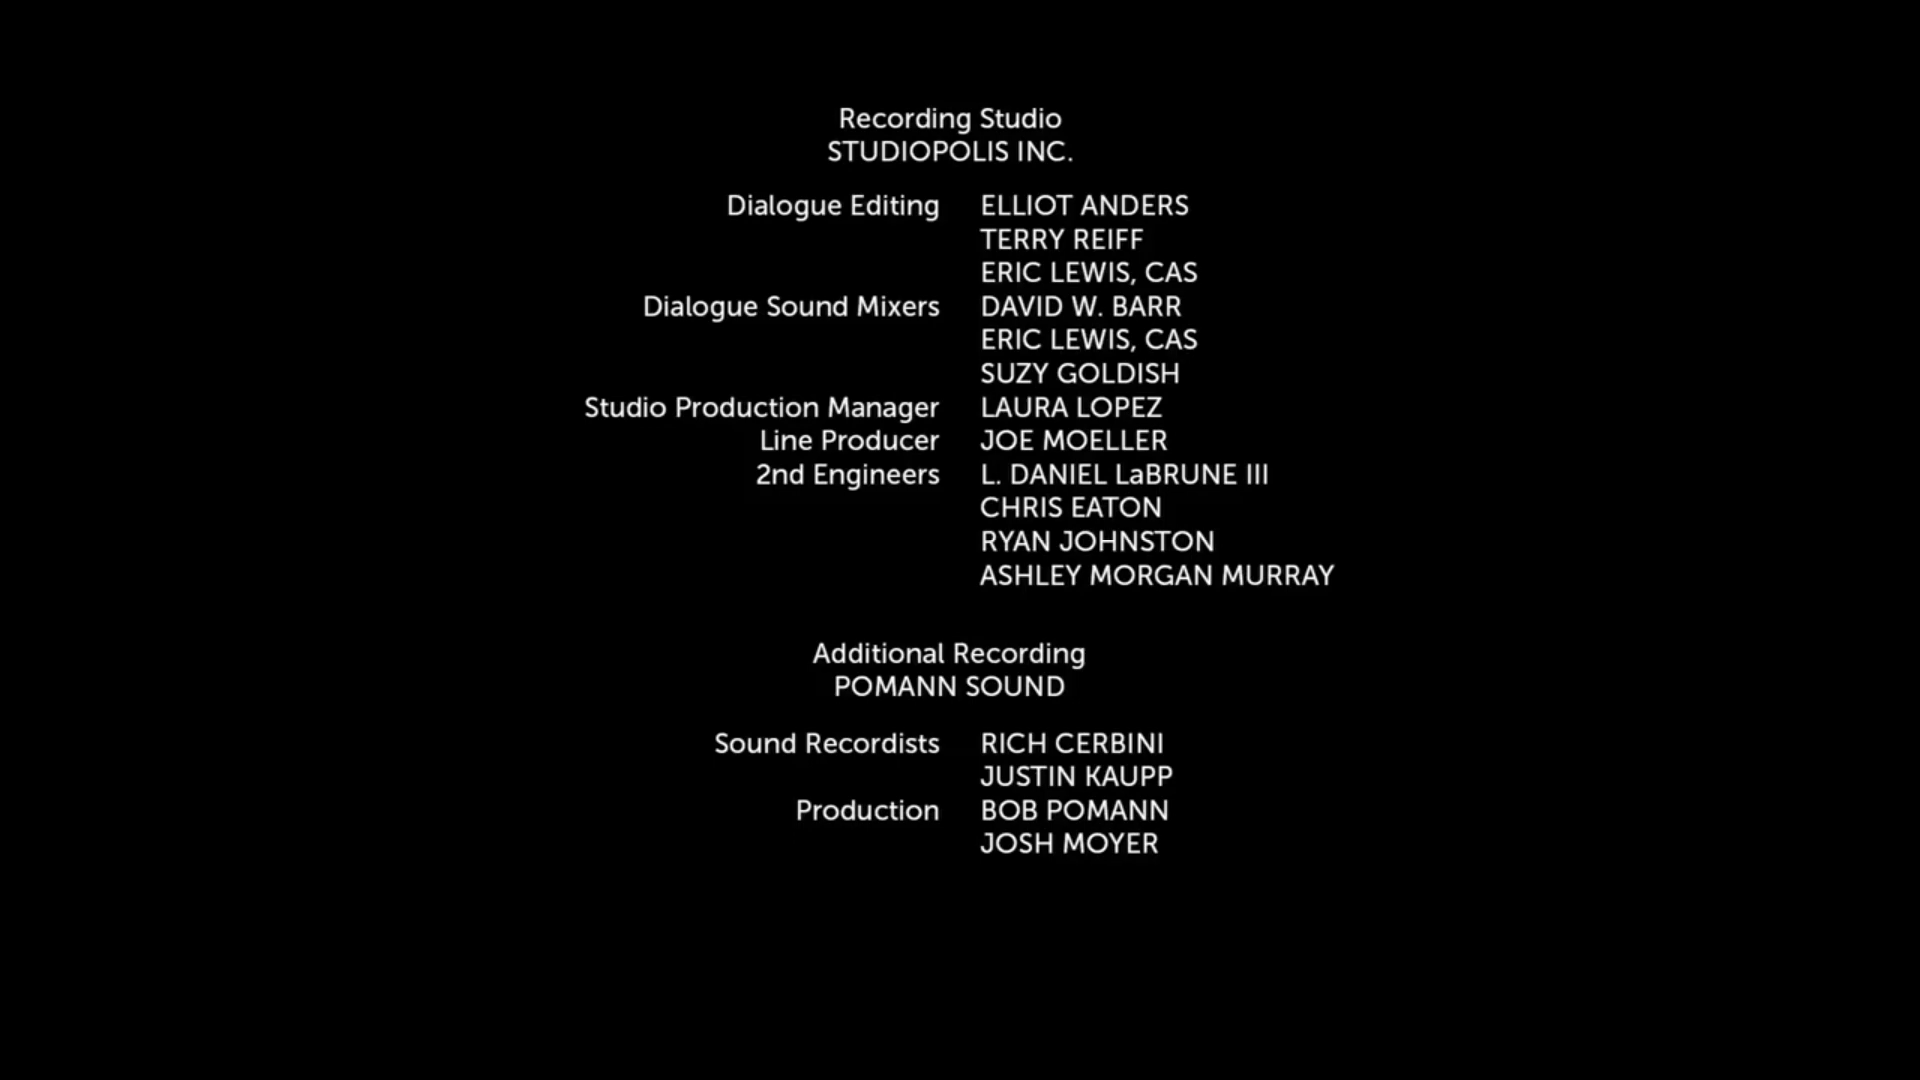 Recording Studio
STUDIOPOLIS INC.
Dialogue Editing ELLIOT ANDERS
TERRY REIFF
ERIC LEWIS, CAS
Dialogue Sound Mixers DAVID W. BARR
ERIC LEWIS, CAS
SUZY GOLDISH
Studio Production Manager LAURA LOPEZ
Line Producer JOE MOELLER
2nd Engineers L. DANIEL LaBRUNE III
CHRIS EATON
RYAN JOHNSTON
ASHLEY MORGAN MURRAY
Additional Recording
POMANN SOUND
Sound Recordists RICH CERBINI
JUSTIN KAUPP
Production BOB POMANN
JOSH MOYER